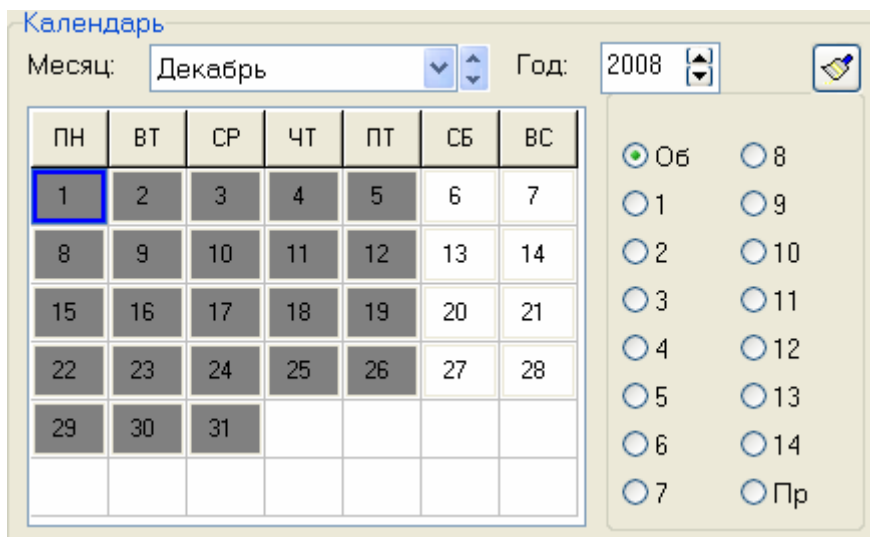 Календарь
Месяц: Декабрь Год: 2008
ПН ВТ СР ЧТ ПТ СБ ВС
1 2 3 4 5 6 7
8 9 10 11 12 13 14
15 16 17 18 19 20 21
22 23 24 25 26 27 28
29 30 31
Об 8
1 9
2 10
3 11
4 12
5 13
6 14
7 Пр